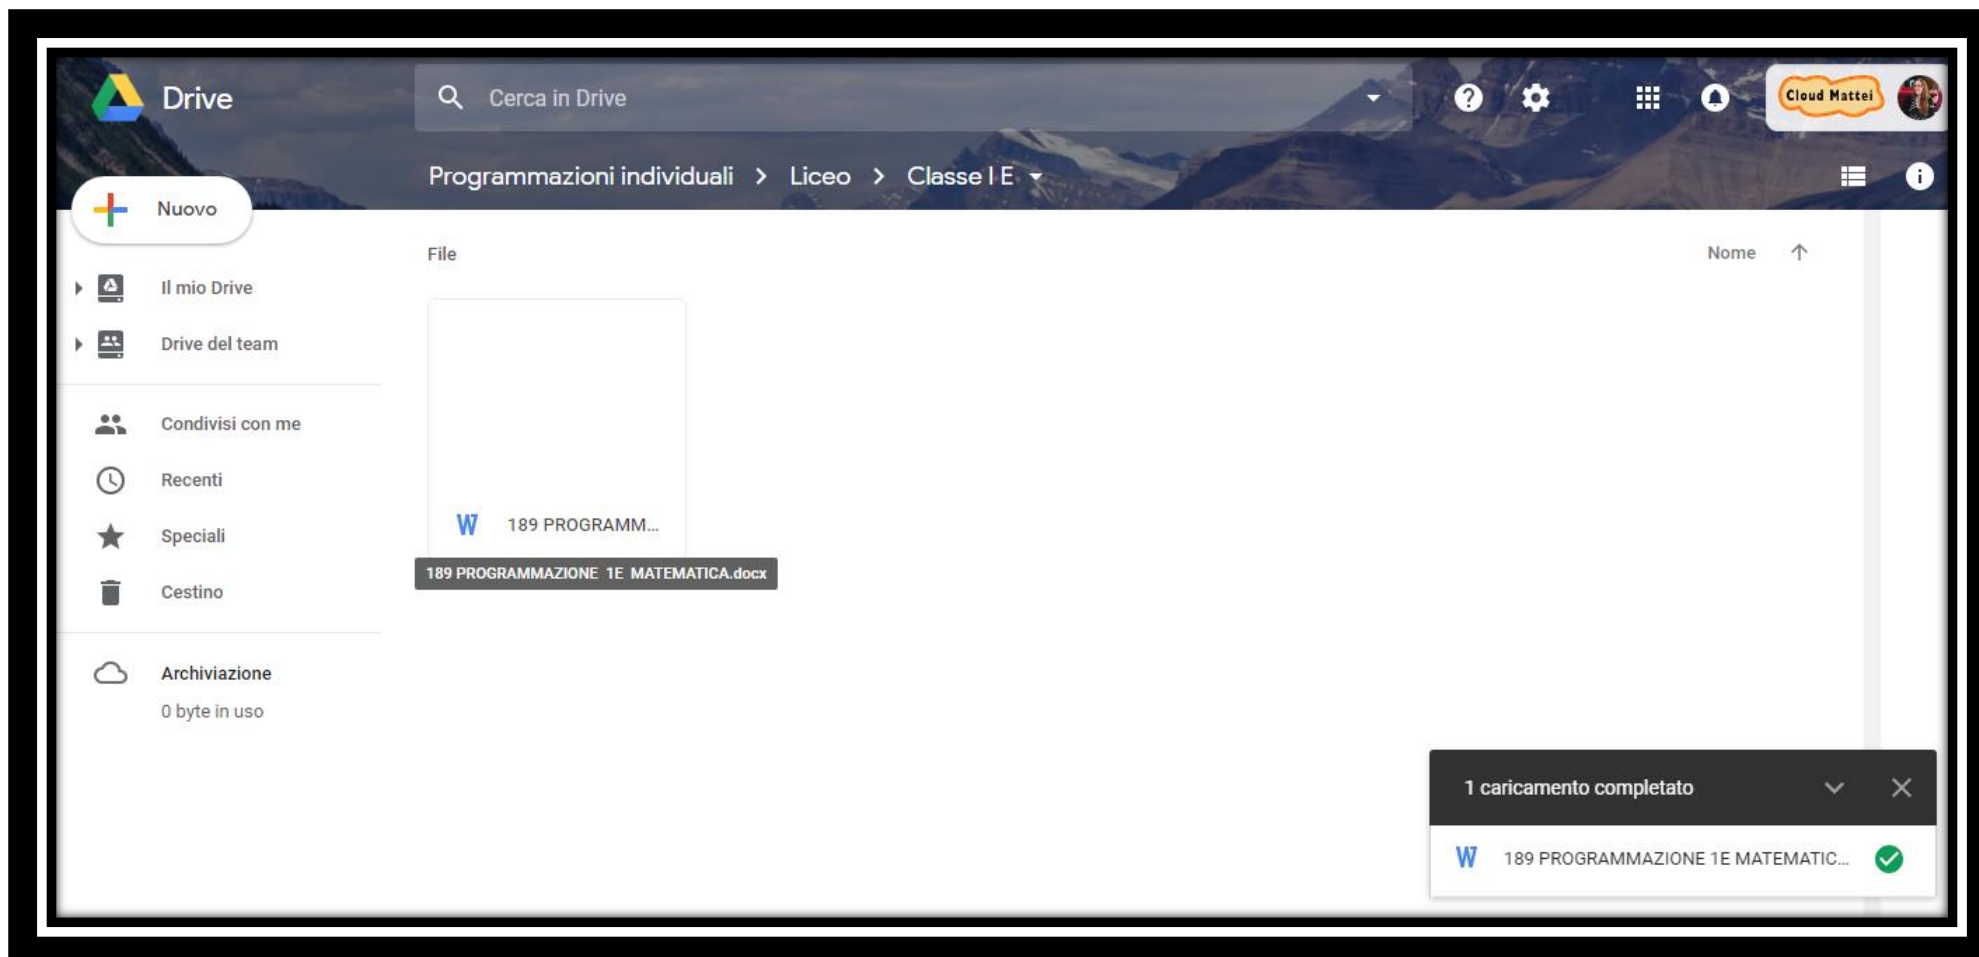 Drive
Cerca in Drive
Cloud Mattei
Programmazioni individuali > Liceo > Classe I E
Nuovo
File
Nome
Il mio Drive
Drive del team
Condivisi con me
Recenti
Speciali
Cestino
Archiviazione
0 byte in uso
W 189 PROGRAMM...
189 PROGRAMMAZIONE 1E MATEMATICA.docx
1 caricamento completato
W 189 PROGRAMMAZIONE 1E MATEMATIC...